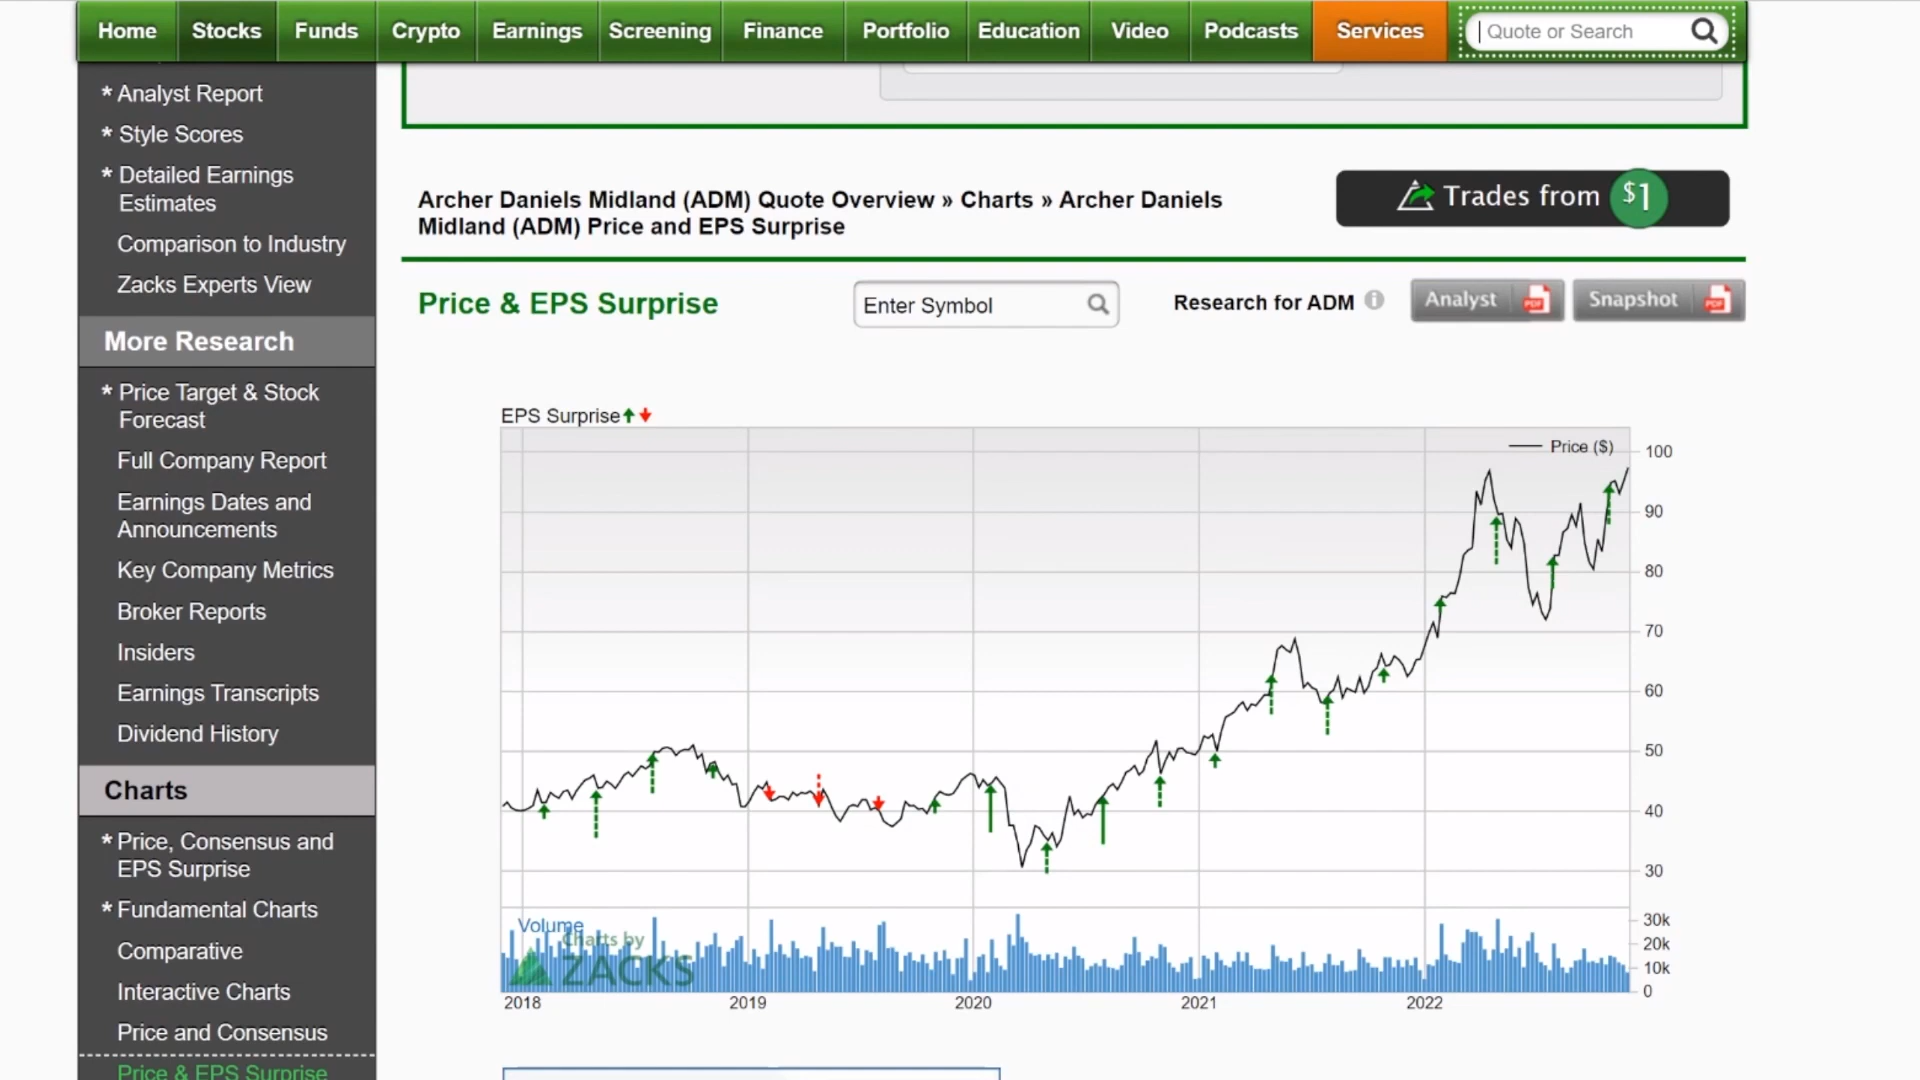 Home Stocks Funds Crypto Earnings Screening Finance Portfolio Education Video Podcasts Services Quote or Search
* Analyst Report
* Style Scores
* Detailed Earnings
Estimates
Comparison to Industry
Zacks Experts View
More Research
* Price Target & Stock
Forecast
Full Company Report
Earnings Dates and
Announcements
Key Company Metrics
Broker Reports
Insiders
Earnings Transcripts
Dividend History
Charts
* Price, Consensus and
EPS Surprise
* Fundamental Charts
Comparative
Interactive Charts
Price and Consensus
Price & EPS Surprise
Archer Daniels Midland (ADM) Quote Overview » Charts » Archer Daniels
Midland (ADM) Price and EPS Surprise
Trades from $1
Price & EPS Surprise
Enter Symbol
Research for ADM
Analyst PDF
Snapshot PDF
EPS Surprise
Price ($)
100
90
80
70
60
50
40
30
Volume
Charts by
ZACKS
30k
20k
10k
0
2018 2019 2020 2021 2022